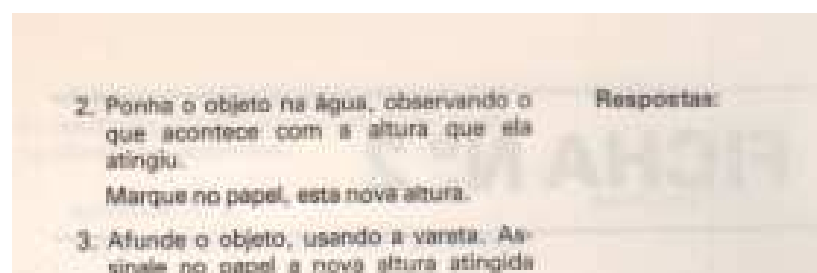 2. Ponha o objeto na água, observando o
que acontece com a altura que ela
atingiu.
Marque no papel, esta nova altura.
3. Afunde o objeto, usando a vareta. As-
sinale no papel a nova altura atingida
Respostas:
FICHA Nº